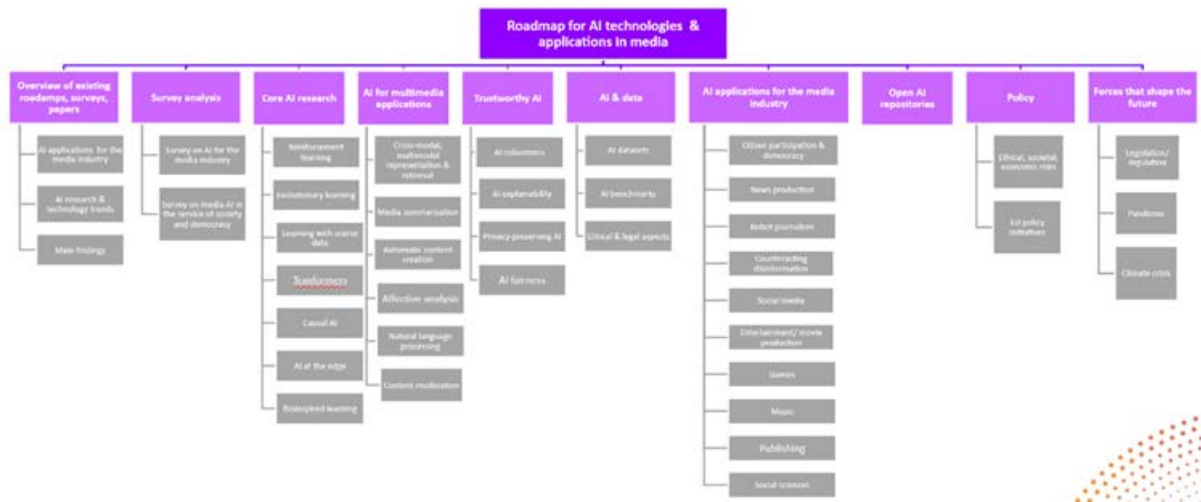 Roadmap for AI technologies &
applications in media
Overview of existing
roadamps, surveys,
papers
Survey analysis
Core AI research
AI for multimedia
applications
Trustworthy AI
AI & data
AI applications for the media
industry
Open AI
repositories
Policy
Forces that shape the
future
AI applications for the
media industry
AI research &
technology trends
Main findings
Survey on AI for the
media industry
Survey on media AI in
the service of society
and democracy
Reinforcement
learning
Evolutionary learning
Learning with scarce
data
Tranformess
Causal AI
AI at the edge
Bioinspired learning
Cross-modal,
multimodal
representation &
retrieval
Media summarisation
Automatic content
creation
Affective analysis
Natural language
processing
Content moderation
AI robustness
AI explainability
Privacy-preserving AI
AI fairness
AI datasets
AI benchmarks
Ethical & legal aspects
Citizen participation &
democracy
News production
Robot journalism
Counteracting
disinformation
Social media
Entertainment/ movie
production
Games
Music
Publishing
Social sciences
Ethical, societal,
economic risks
EU policy
initiatives
Legislation/
regulation
Pandemic
Climate crisis